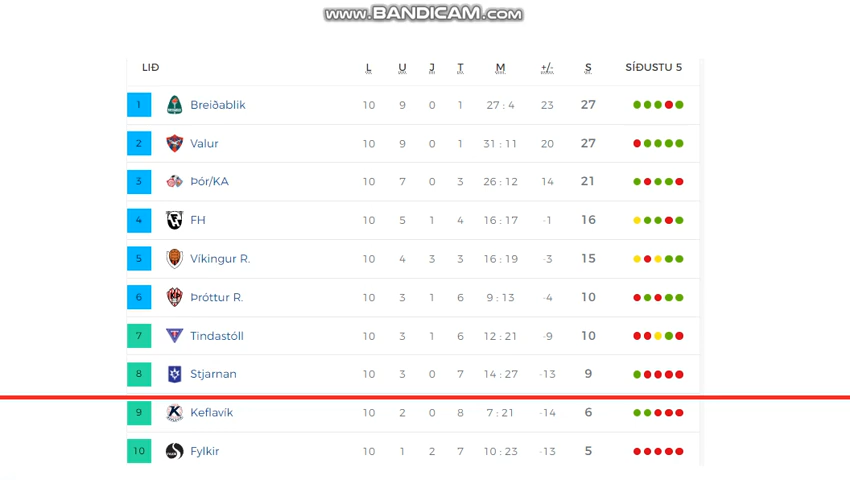 www.BANDICAM.com
LIÐ L U J T M +/- S SÍÐUSTU 5
1 Breiðablik 10 9 0 1 27 : 4 23 27
2 Valur 10 9 0 1 31 : 11 20 27
3 Þór/KA 10 7 0 3 26 : 12 14 21
4 FH 10 5 1 4 16 : 17 -1 16
5 Víkingur R. 10 4 3 3 16 : 19 -3 15
6 Þróttur R. 10 3 1 6 9 : 13 -4 10
7 Tindastóll 10 3 1 6 12 : 21 -9 10
8 Stjarnan 10 3 0 7 14 : 27 -13 9
9 Keflavík 10 2 0 8 7 : 21 -14 6
10 Fylkir 10 1 2 7 10 : 23 -13 5